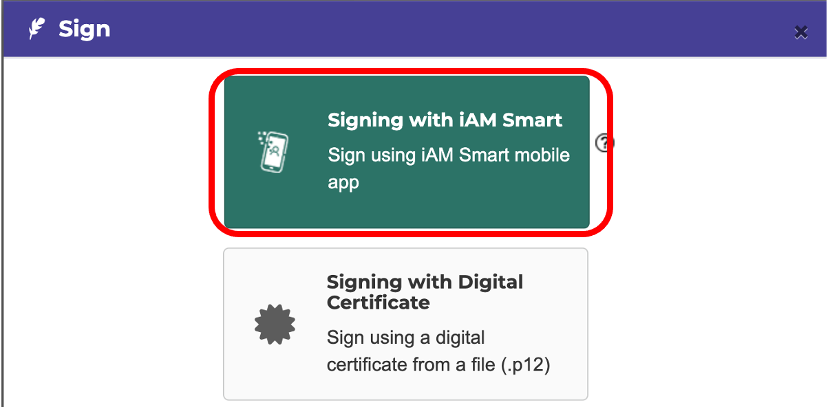 Sign
Signing with iAM Smart
Sign using iAM Smart mobile
app
?
Signing with Digital
Certificate
Sign using a digital
certificate from a file (.p12)